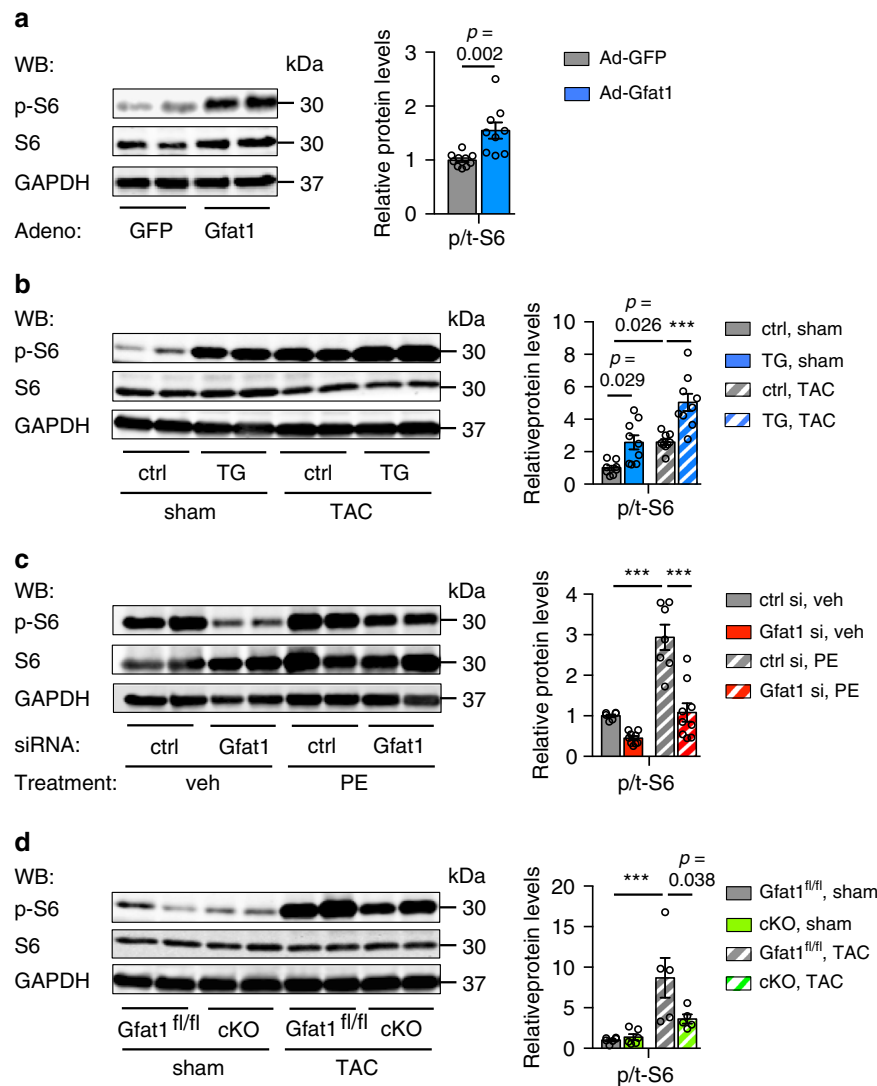 a
WB: kDa
p-S6 30
S6 30
GAPDH 37
Adeno: GFP Gfat1
Relative protein levels
3
2
1
0
p =
0.002
p/t-S6
Ad-GFP
Ad-Gfat1
b
WB: kDa
p-S6 30
S6 30
GAPDH 37
ctrl TG ctrl TG
sham TAC
Relativeprotein levels
10
8
6
4
2
0
p =
0.026 ***
p =
0.029
p/t-S6
ctrl, sham
TG, sham
ctrl, TAC
TG, TAC
c
WB: kDa
p-S6 30
S6 30
GAPDH 37
siRNA: ctrl Gfat1 ctrl Gfat1
Treatment: veh PE
Relative protein levels
4
3
2
1
0
*** ***
p/t-S6
ctrl si, veh
Gfat1 si, veh
ctrl si, PE
Gfat1 si, PE
d
WB: kDa
p-S6 30
S6 30
GAPDH 37
Gfat1 fl/fl cKO Gfat1 fl/fl cKO
sham TAC
Relativeprotein levels
20
15
10
5
0
*** p =
0.038
p/t-S6
Gfat1fl/fl, sham
cKO, sham
Gfat1fl/fl, TAC
cKO, TAC